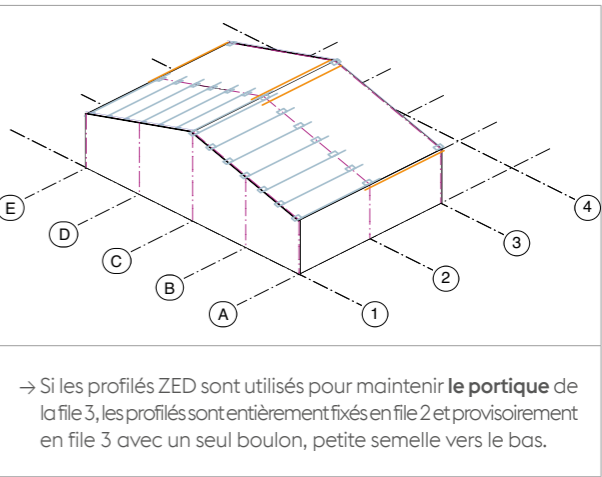 E
D
C
B
A
1
2
3
4
→ Si les profilés ZED sont utilisés pour maintenir le portique de
la file 3, les profilés sont entièrement fixés en file 2 et provisoirement
en file 3 avec un seul boulon, petite semelle vers le bas.